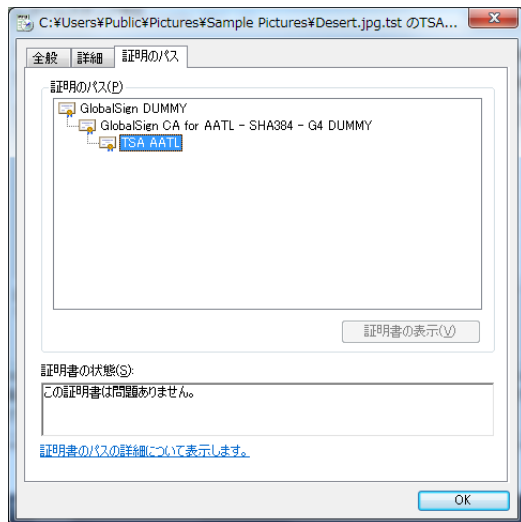 C:¥Users¥Public¥Pictures¥Sample Pictures¥Desert.jpg.tst のTSA...
全般 詳細 証明のパス
証明のパス(P)
GlobalSign DUMMY
GlobalSign CA for AATL - SHA384 - G4 DUMMY
TSA AATL
証明書の表示(V)
証明書の状態(S):
この証明書は問題ありません。
証明書のパスの詳細について表示します。
OK